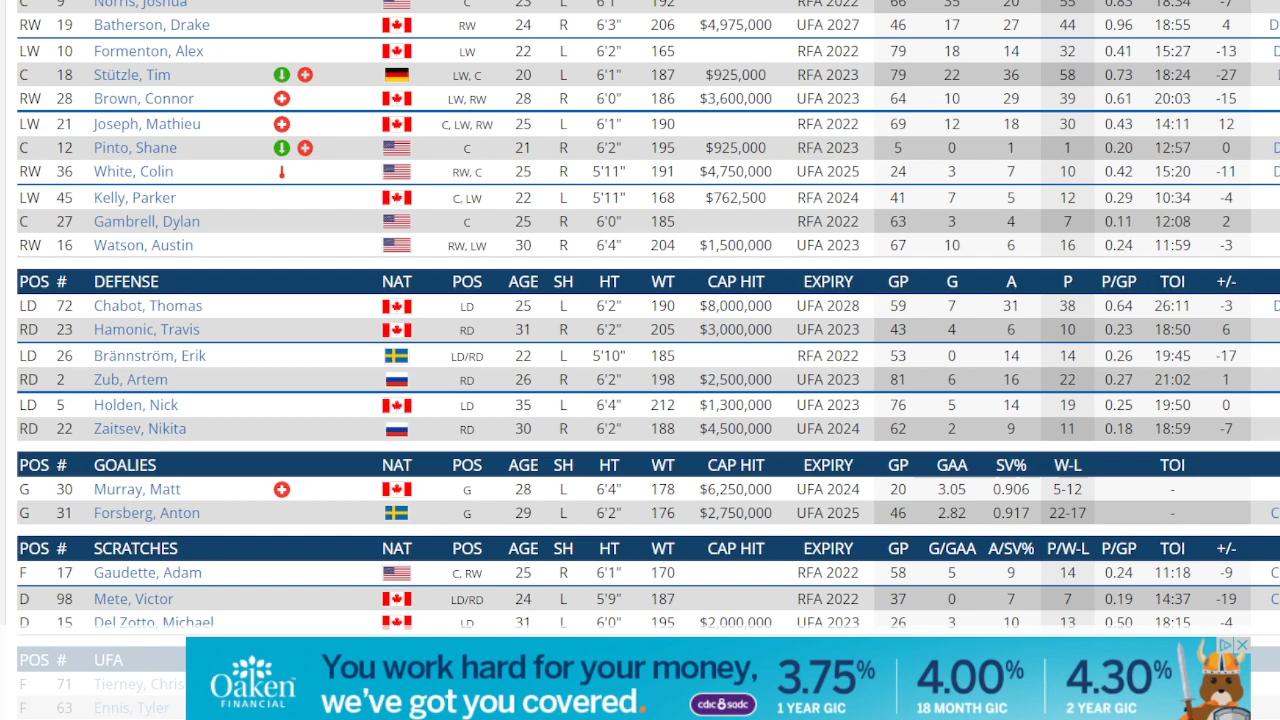 C 9 Norris, Joshua C 23 L 6'1" 192 RFA 2022 66 35 20 55 0.83 18:34 -7
RW 19 Batherson, Drake RW 24 R 6'3" 206 $4,975,000 UFA 2027 46 17 27 44 0.96 18:55 4 D
LW 10 Formenton, Alex LW 22 L 6'2" 165 RFA 2022 79 18 14 32 0.41 15:27 -13 D
C 18 Stützle, Tim LW, C 20 L 6'1" 187 $925,000 RFA 2023 79 22 36 58 0.73 18:24 -27
RW 28 Brown, Connor LW, RW 28 R 6'0" 186 $3,600,000 UFA 2023 64 10 29 39 0.61 20:03 -15
LW 21 Joseph, Mathieu C, LW, RW 25 L 6'1" 190 RFA 2022 69 12 18 30 0.43 14:11 12
C 12 Pinto, Shane C 21 R 6'2" 195 $925,000 RFA 2023 5 0 1 1 0.20 12:57 0 D
RW 36 White, Colin RW, C 25 R 5'11" 191 $4,750,000 UFA 2025 24 3 7 10 0.42 15:20 -11 D
LW 45 Kelly, Parker C, LW 22 L 5'11" 168 $762,500 RFA 2024 41 7 5 12 0.29 10:34 -4
C 27 Gambrell, Dylan C 25 R 6'0" 185 RFA 2022 63 3 4 7 0.11 12:08 2
RW 16 Watson, Austin RW, LW 30 R 6'4" 204 $1,500,000 UFA 2023 67 10 6 16 0.24 11:59 -3
POS # DEFENSE NAT POS AGE SH HT WT CAP HIT EXPIRY GP G A P P/GP TOI +/-
LD 72 Chabot, Thomas LD 25 L 6'2" 190 $8,000,000 UFA 2028 59 7 31 38 0.64 26:11 -3 D
RD 23 Hamonic, Travis RD 31 R 6'2" 205 $3,000,000 UFA 2023 43 4 6 10 0.23 18:50 6
LD 26 Brännström, Erik LD/RD 22 L 5'10" 185 RFA 2022 53 0 14 14 0.26 19:45 -17
RD 2 Zub, Artem RD 26 R 6'2" 198 $2,500,000 UFA 2023 81 6 16 22 0.27 21:02 1
LD 5 Holden, Nick LD 35 L 6'4" 212 $1,300,000 UFA 2023 76 5 14 19 0.25 19:50 0
RD 22 Zaitsev, Nikita RD 30 R 6'2" 188 $4,500,000 UFA 2024 62 2 9 11 0.18 18:59 -7
POS # GOALIES NAT POS AGE SH HT WT CAP HIT EXPIRY GP GAA SV% W-L TOI
G 30 Murray, Matt G 28 L 6'4" 178 $6,250,000 UFA 2024 20 3.05 0.906 5-12 -
G 31 Forsberg, Anton G 29 L 6'2" 176 $2,750,000 UFA 2025 46 2.82 0.917 22-17 - C
POS # SCRATCHES NAT POS AGE SH HT WT CAP HIT EXPIRY GP G/GAA A/SV% P/W-L P/GP TOI +/-
F 17 Gaudette, Adam C, RW 25 R 6'1" 170 RFA 2022 58 5 9 14 0.24 11:18 -9 C
D 98 Mete, Victor LD/RD 24 L 5'9" 187 RFA 2022 37 0 7 7 0.19 14:37 -19 C
D 15 Del Zotto, Michael LD 31 L 6'0" 195 $2,000,000 UFA 2023 26 3 10 13 0.50 18:15 -4
POS # UFA
F 71 Tierney, Chris
F 63 Ennis, Tyler
Oaken FINANCIAL
You work hard for your money,
we've got you covered.
cdic sadc
3.75% 1 YEAR GIC
4.00% 18 MONTH GIC
4.30% 2 YEAR GIC